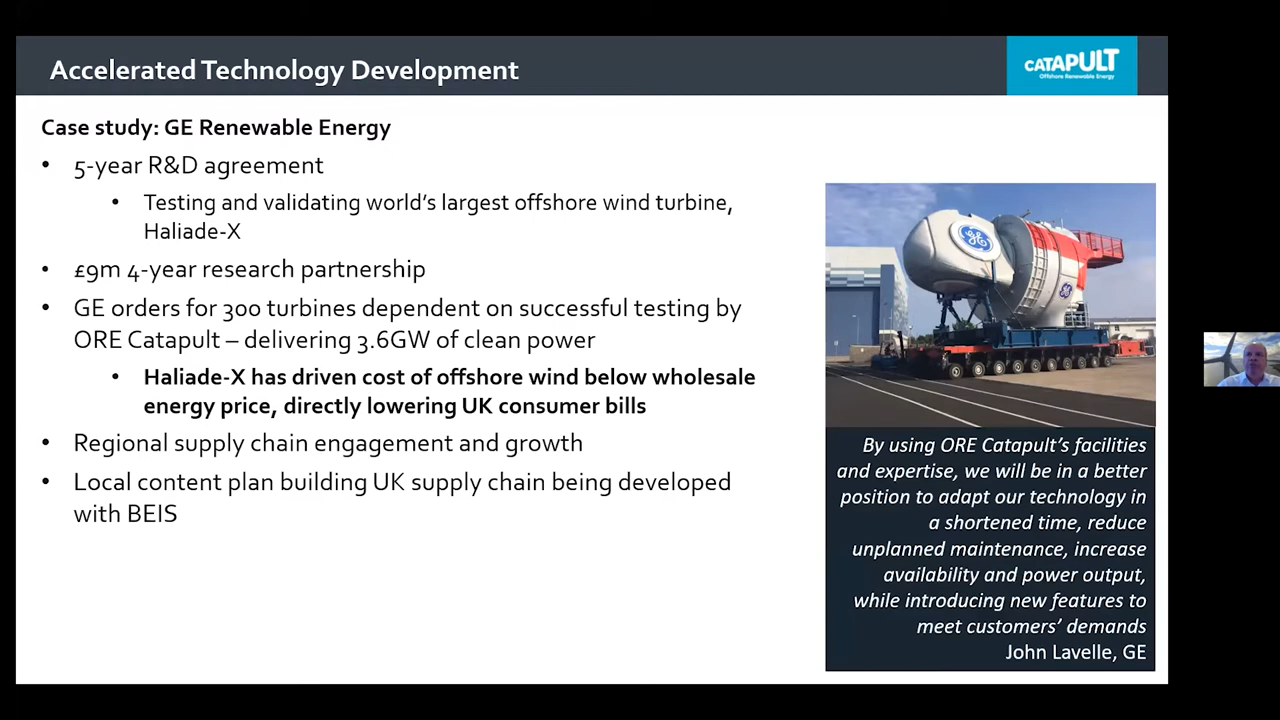 Accelerated Technology Development
CATAPULT
Offshore Renewable Energy
Case study: GE Renewable Energy
• 5-year R&D agreement
• Testing and validating world's largest offshore wind turbine,
Haliade-X
• £9m 4-year research partnership
• GE orders for 300 turbines dependent on successful testing by
ORE Catapult – delivering 3.6GW of clean power
• Haliade-X has driven cost of offshore wind below wholesale
energy price, directly lowering UK consumer bills
• Regional supply chain engagement and growth
• Local content plan building UK supply chain being developed
with BEIS
GE
GE
By using ORE Catapult's facilities
and expertise, we will be in a better
position to adapt our technology in
a shortened time, reduce
unplanned maintenance, increase
availability and power output,
while introducing new features to
meet customers' demands
John Lavelle, GE